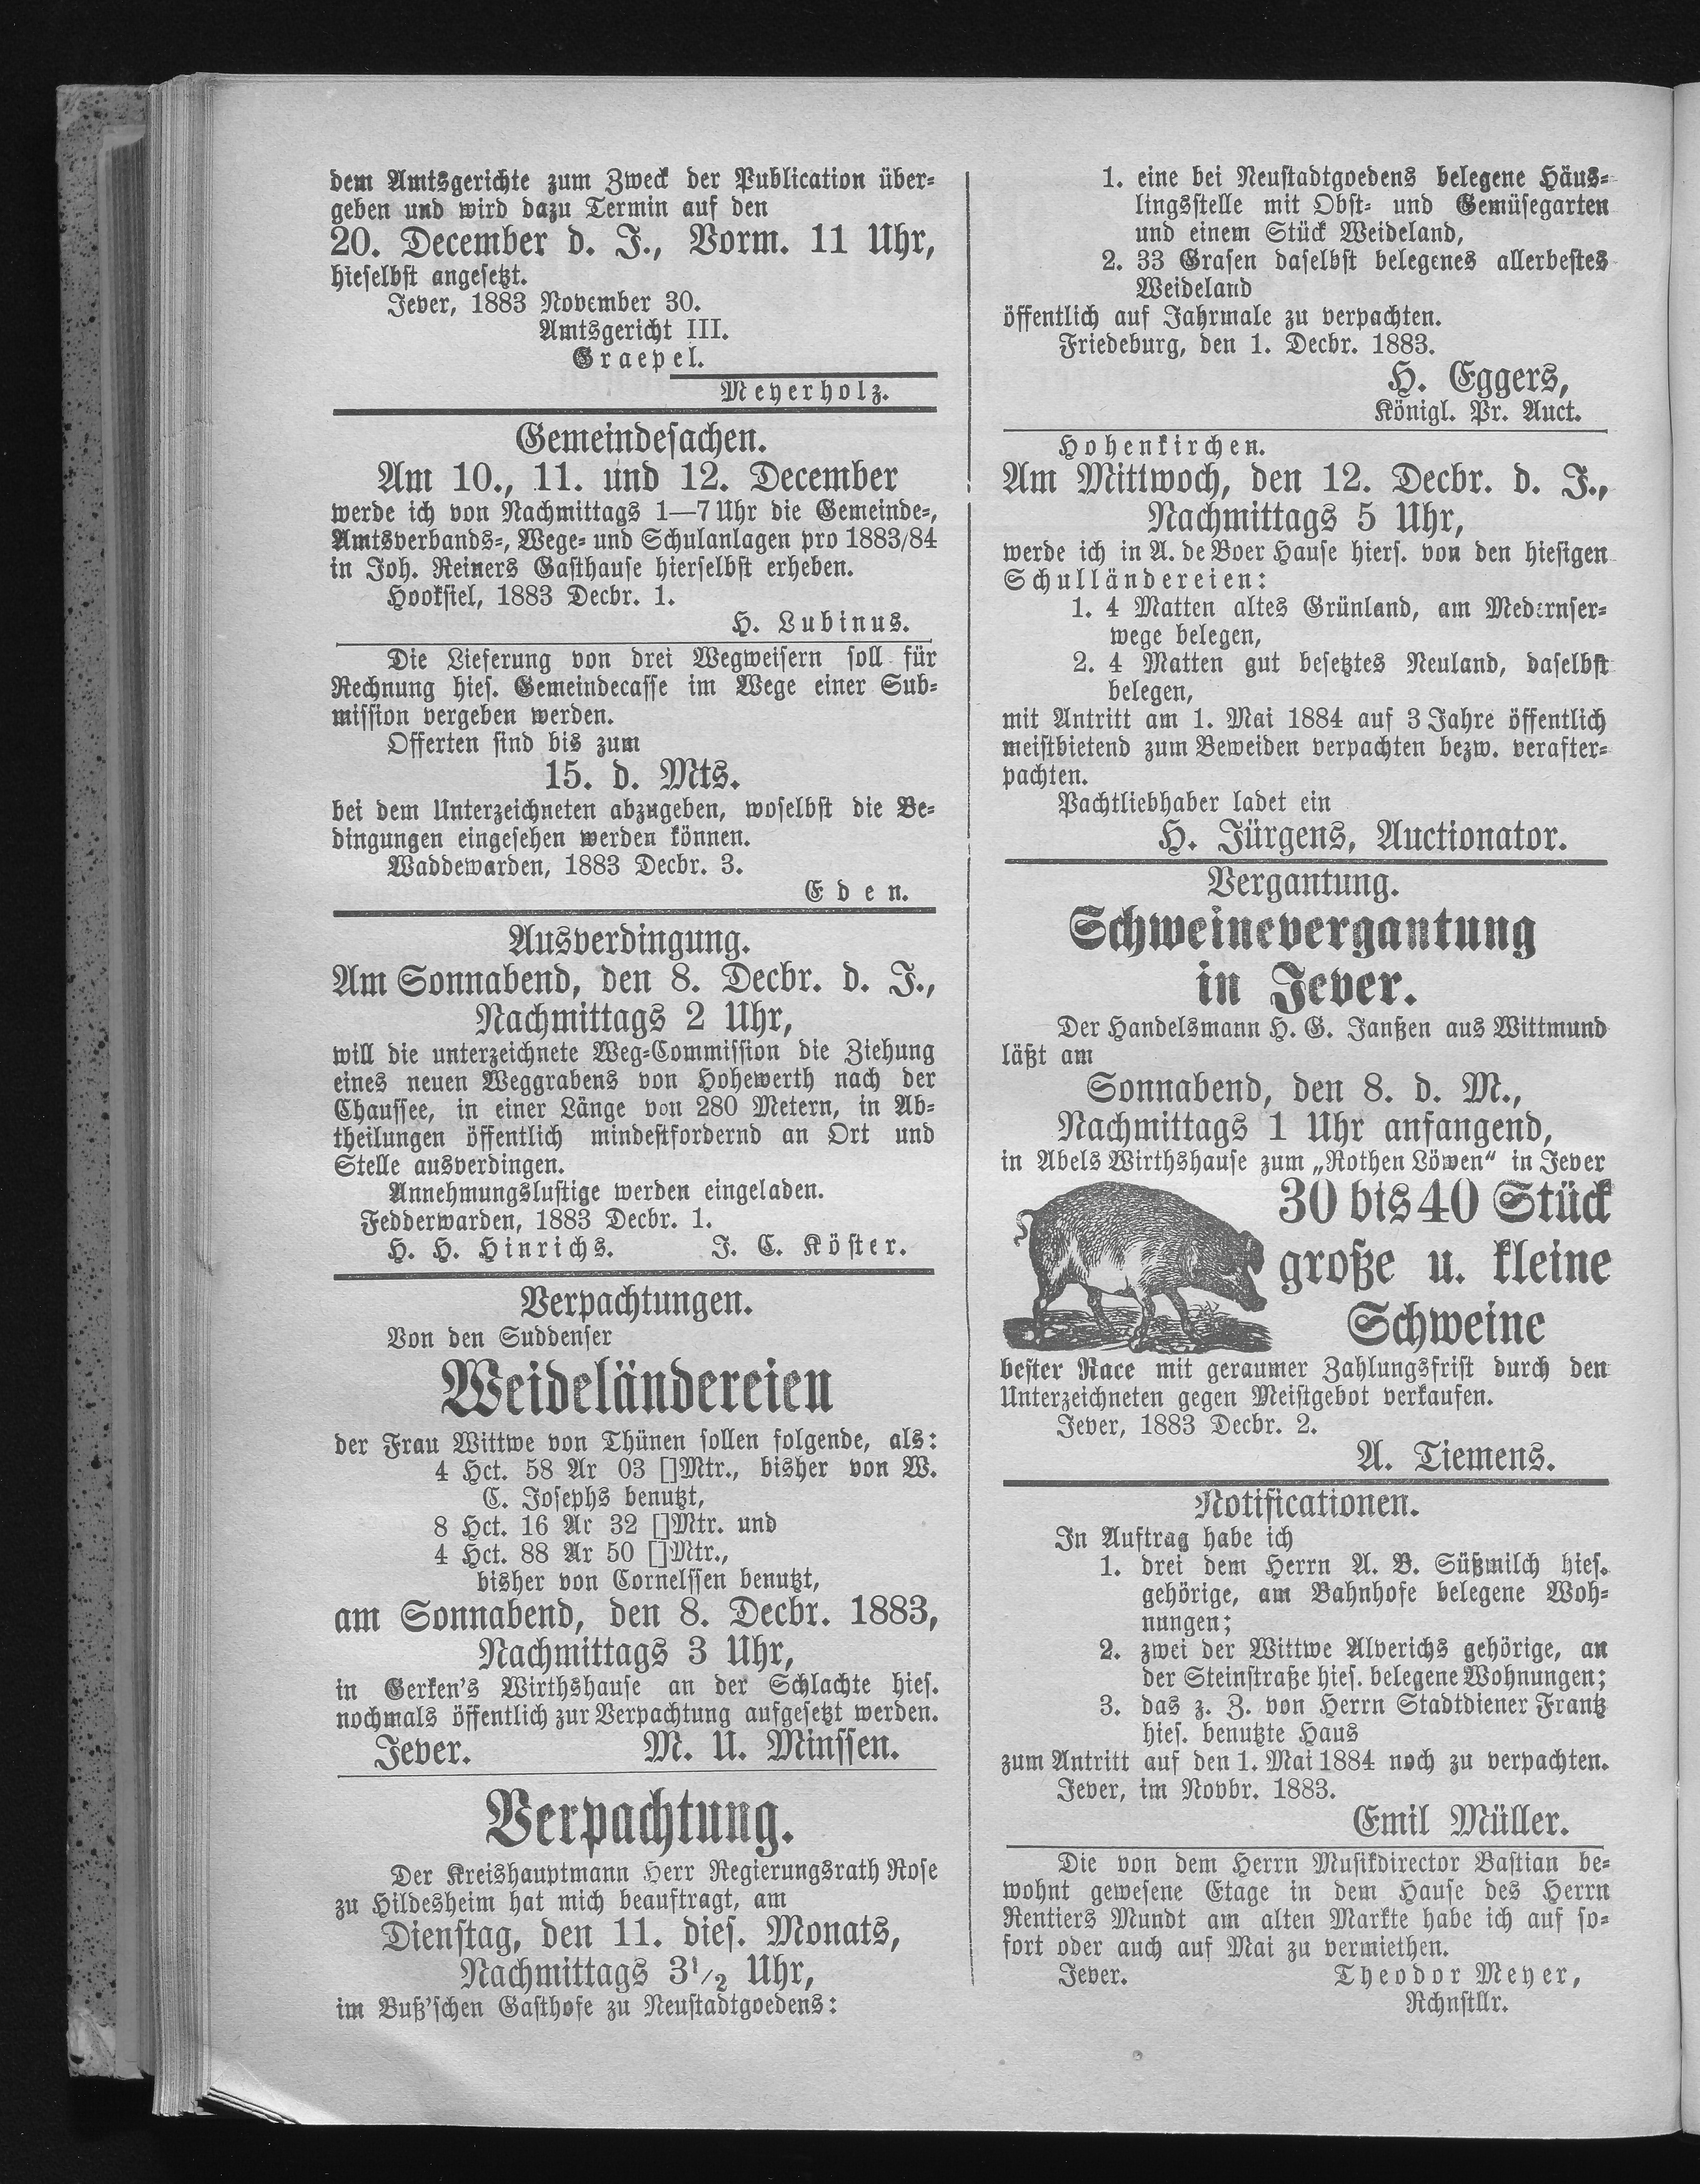 dem Amtsgerichte zum Zweck der Publication über-
geben und wird dazu Termin auf den
20. December d. J., Vorm. 11 Uhr,
hieselbst angesetzt.
Jever, 1883 November 30.
Amtsgericht III.
Graepel.
Meyerholz.
Gemeindesachen.
Am 10., 11. und 12. December
werde ich von Nachmittags 1—7 Uhr die Gemeinde-,
Amtsverbands-, Wege- und Schulanlagen pro 1883/84
in Joh. Reiners Gasthause hierselbst erheben.
Hooksiel, 1883 Decbr. 1.
H. Lubinus.
Die Lieferung von drei Wegweisern soll für
Rechnung hies. Gemeindecasse im Wege einer Sub-
mission vergeben werden.
Offerten sind bis zum
15. d. Mts.
bei dem Unterzeichneten abzugeben, woselbst die Be-
dingungen eingesehen werden können.
Waddewarden, 1883 Decbr. 3.
Eden.
Ausverdingung.
Am Sonnabend, den 8. Decbr. d. J.,
Nachmittags 2 Uhr,
will die unterzeichnete Weg-Commission die Ziehung
eines neuen Weggrabens von Hohewerth nach der
Chaussee, in einer Länge von 280 Metern, in Ab-
theilungen öffentlich mindestfordernd an Ort und
Stelle ausverdingen.
Annehmungslustige werden eingeladen.
Fedderwarden, 1883 Decbr. 1.
H. H. Hinrichs. J. C. Köster.
Verpachtungen.
Von den Suddenser
Weideländereien
der Frau Wittwe von Thünen sollen folgende, als:
4 Hct. 58 Ar 03 []Mtr., bisher von W.
C. Josephs benutzt,
8 Hct. 16 Ar 32 []Mtr. und
4 Hct. 88 Ar 50 []Mtr.,
bisher von Cornelssen benutzt,
am Sonnabend, den 8. Decbr. 1883,
Nachmittags 3 Uhr,
in Gerken's Wirthshause an der Schlachte hies.
nochmals öffentlich zur Verpachtung aufgesetzt werden.
Jever. M. U. Minssen.
Verpachtung.
Der Kreishauptmann Herr Regierungsrath Rose
zu Hildesheim hat mich beauftragt, am
Dienstag, den 11. dies. Monats,
Nachmittags 3 1/2 Uhr,
im Buß'schen Gasthofe zu Neustadtgoedens:
1. eine bei Neustadtgoedens belegene Häus-
lingsstelle mit Obst- und Gemüsegarten
und einem Stück Weideland,
2. 33 Grasen daselbst belegenes allerbestes
Weideland
öffentlich auf Jahrmale zu verpachten.
Friedeburg, den 1. Decbr. 1883.
H. Eggers,
Königl. Pr. Auct.
Hohenkirchen.
Am Mittwoch, den 12. Decbr. d. J.,
Nachmittags 5 Uhr,
werde ich in A. de Boer Hause hiers. von den hiesigen
Schulländereien:
1. 4 Matten altes Grünland, am Medernser-
wege belegen,
2. 4 Matten gut besetztes Neuland, daselbst
belegen,
mit Antritt am 1. Mai 1884 auf 3 Jahre öffentlich
meistbietend zum Beweiden verpachten bezw. verafter-
pachten.
Pachtliebhaber ladet ein
H. Jürgens, Auctionator.
Vergantung.
Schweinevergantung
in Jever.
Der Handelsmann H. G. Janßen aus Wittmund
läßt am
Sonnabend, den 8. d. M.,
Nachmittags 1 Uhr anfangend,
in Abels Wirthshause zum „Rothen Löwen“ in Jever
30 bis 40 Stück
große u. kleine
Schweine
bester Race mit geraumer Zahlungsfrist durch den
Unterzeichneten gegen Meistgebot verkaufen.
Jever, 1883 Decbr. 2.
A. Tiemens.
Notificationen.
In Auftrag habe ich
1. drei dem Herrn A. B. Süßmilch hies.
gehörige, am Bahnhofe belegene Woh-
nungen;
2. zwei der Wittwe Alverichs gehörige, an
der Steinstraße hies. belegene Wohnungen;
3. das z. Z. von Herrn Stadtdiener Frantz
hies. benutzte Haus
zum Antritt auf den 1. Mai 1884 noch zu verpachten.
Jever, im Novbr. 1883.
Emil Müller.
Die von dem Herrn Musikdirector Bastian be-
wohnt gewesene Etage in dem Hause des Herrn
Rentiers Mundt am alten Markte habe ich auf so-
fort oder auch auf Mai zu vermiethen.
Jever. Theodor Meyer,
Rchnstllr.